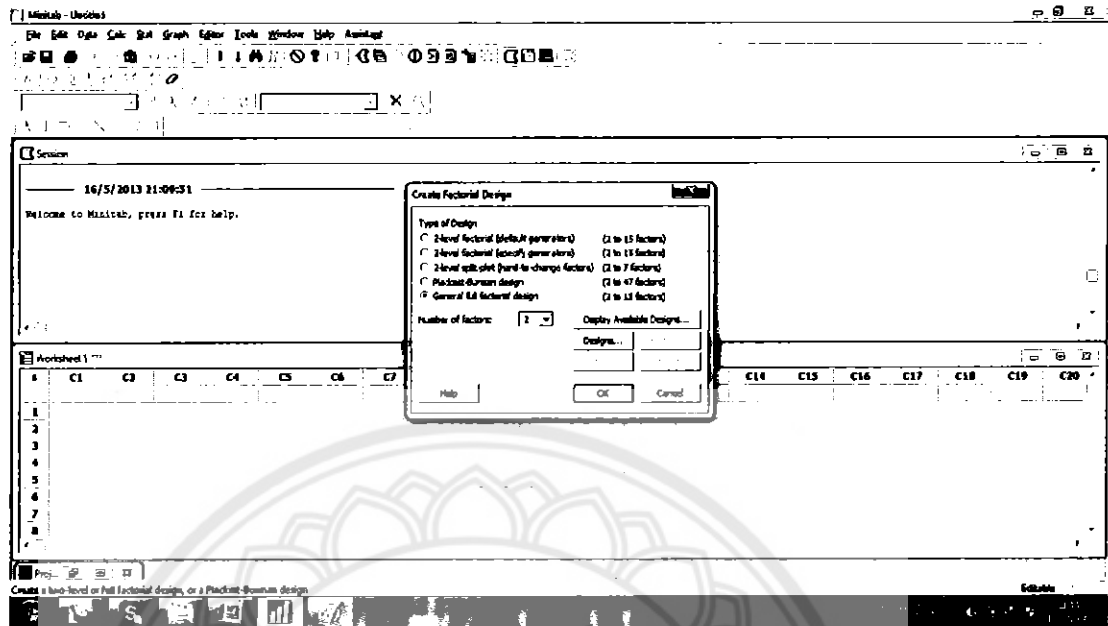 Minitab - Untitled
File Edit Data Calc Stat Graph Editor Tools Window Help Assistant
Session
16/5/2013 21:09:51
Welcome to Minitab, press F1 for help.
Create Factorial Design
Type of Design
2-level factorial (default generators) (2 to 15 factors)
2-level factorial (specify generators) (2 to 15 factors)
2-level split-plot (hard-to-change factors) (2 to 7 factors)
Plackett-Burman design (2 to 47 factors)
General full factorial design (2 to 15 factors)
Number of factors: 2 Display Available Designs...
Designs...
Help OK Cancel
Worksheet 1 ***
C1 C2 C3 C4 C5 C6 C7 C14 C15 C16 C17 C18 C19 C20
1
2
3
4
5
6
7
8
Proj...
Create a two-level or full factorial design, or a Plackett-Burman design
Editable